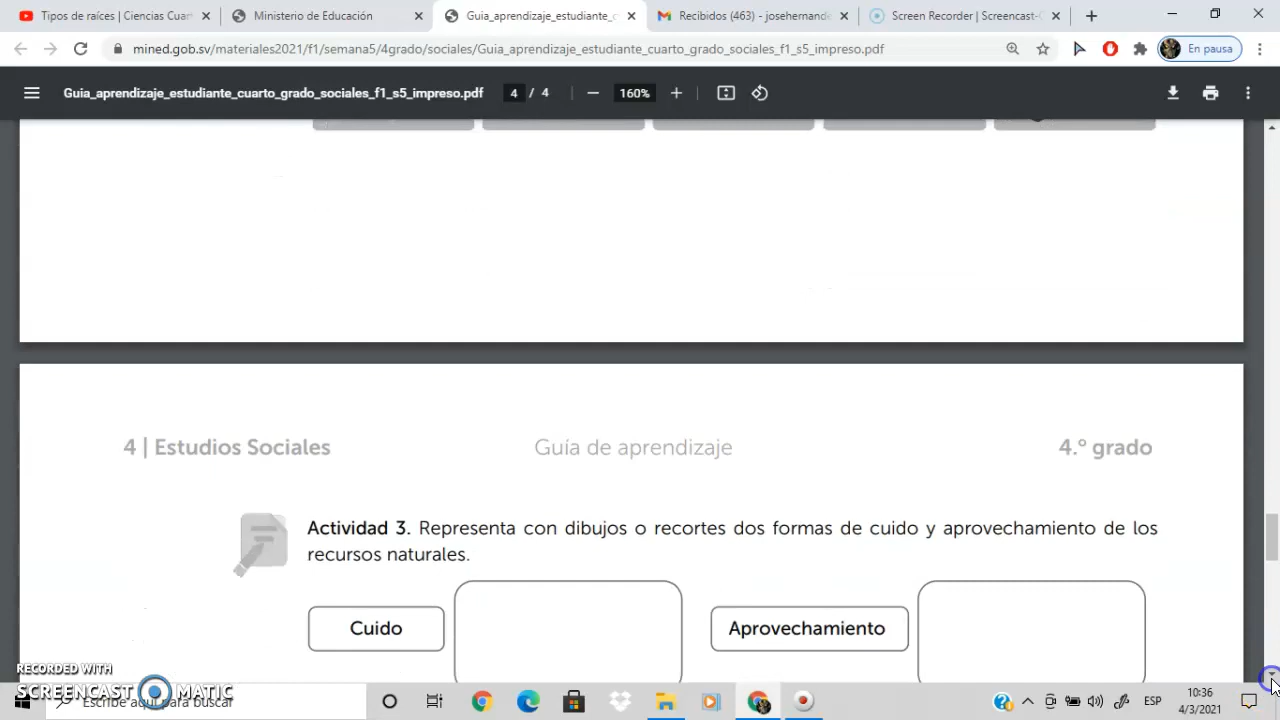 Tipos de raíces | Ciencias Cuar
Ministerio de Educación
Guia_aprendizaje_estudiante_c
Recibidos (463) - josehernande
Screen Recorder | Screencast-O
mined.gob.sv/materiales2021/f1/semana5/4grado/sociales/Guia_aprendizaje_estudiante_cuarto_grado_sociales_f1_s5_impreso.pdf
En pausa
Guia_aprendizaje_estudiante_cuarto_grado_sociales_f1_s5_impreso.pdf
4 / 4
160%
4 | Estudios Sociales
Guía de aprendizaje
4.° grado
Actividad 3. Representa con dibujos o recortes dos formas de cuido y aprovechamiento de los
recursos naturales.
Cuido
Aprovechamiento
RECORDED WITH
SCREENCAST MATIC
Escribe aquí para buscar
ESP
10:36
4/3/2021